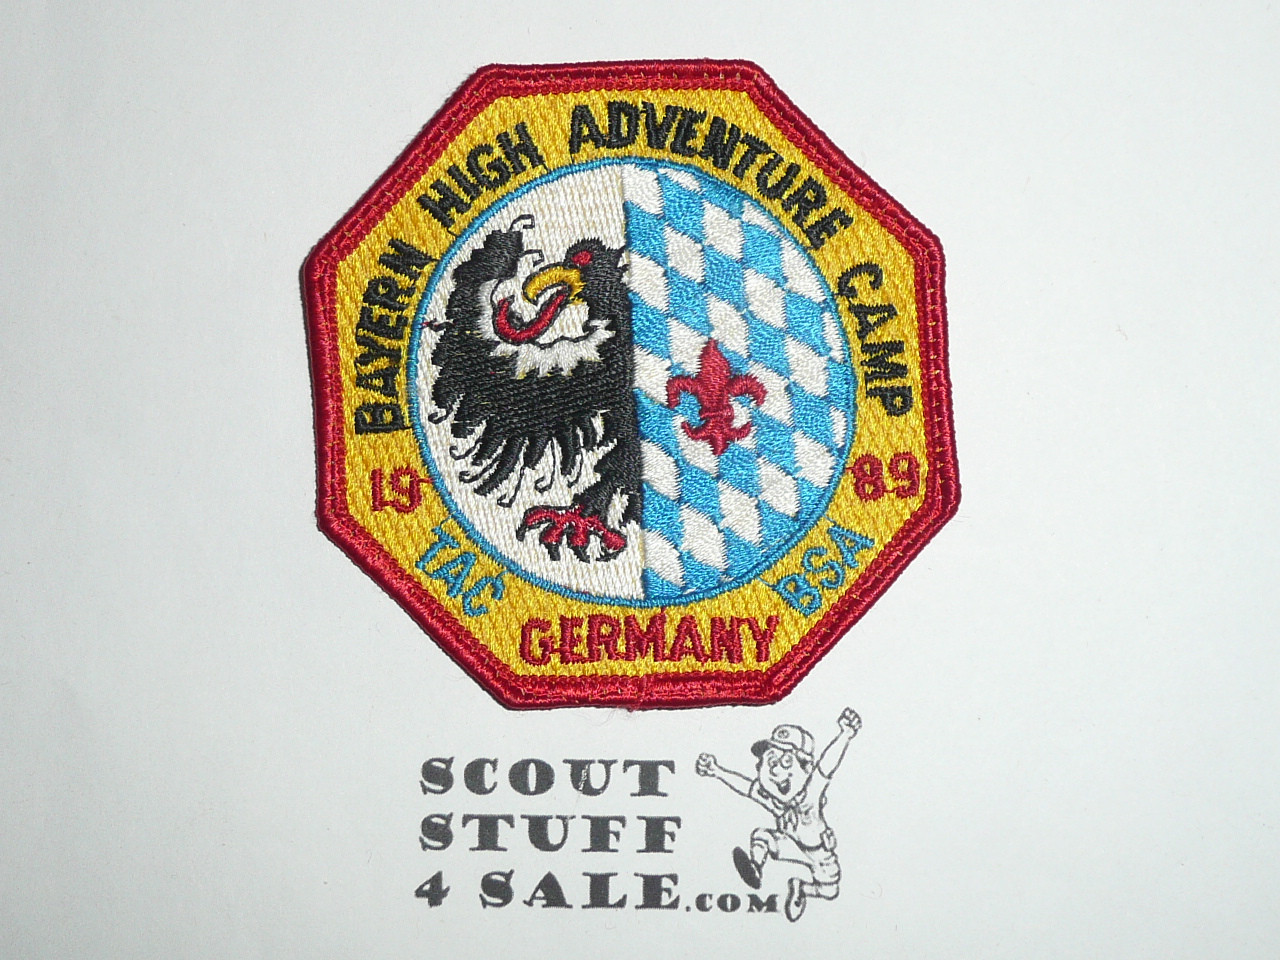 BAYERN HIGH ADVENTURE CAMP
19 89
TAC BSA
GERMANY
SCOUT
STUFF
4 SALE.COM